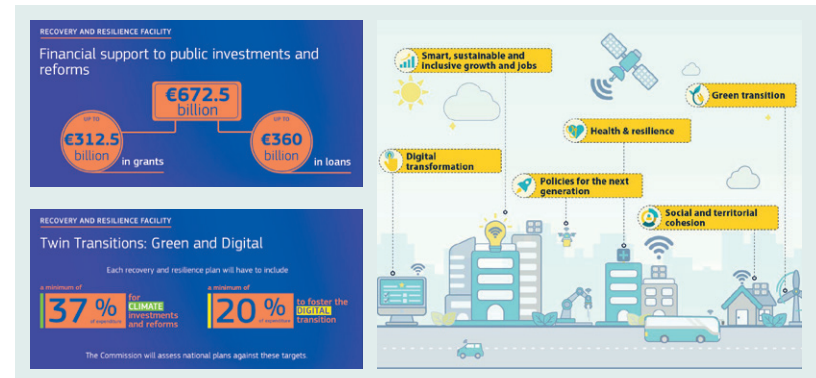 RECOVERY AND RESILIENCE FACILITY
Financial support to public investments and
reforms
€672.5
billion
UP TO
€312.5
billion
in grants
UP TO
€360
billion
in loans
RECOVERY AND RESILIENCE FACILITY
Twin Transitions: Green and Digital
Each recovery and resilience plan will have to include
a minimum of
37 %
of expenditure
for
CLIMATE
investments
and reforms
a minimum of
20 %
of expenditure
to foster the
DIGITAL
transition
The Commission will assess national plans against these targets.
Smart, sustainable and
inclusive growth and jobs
Green transition
Health & resilience
Digital
transformation
Policies for the next
generation
Social and territorial
cohesion